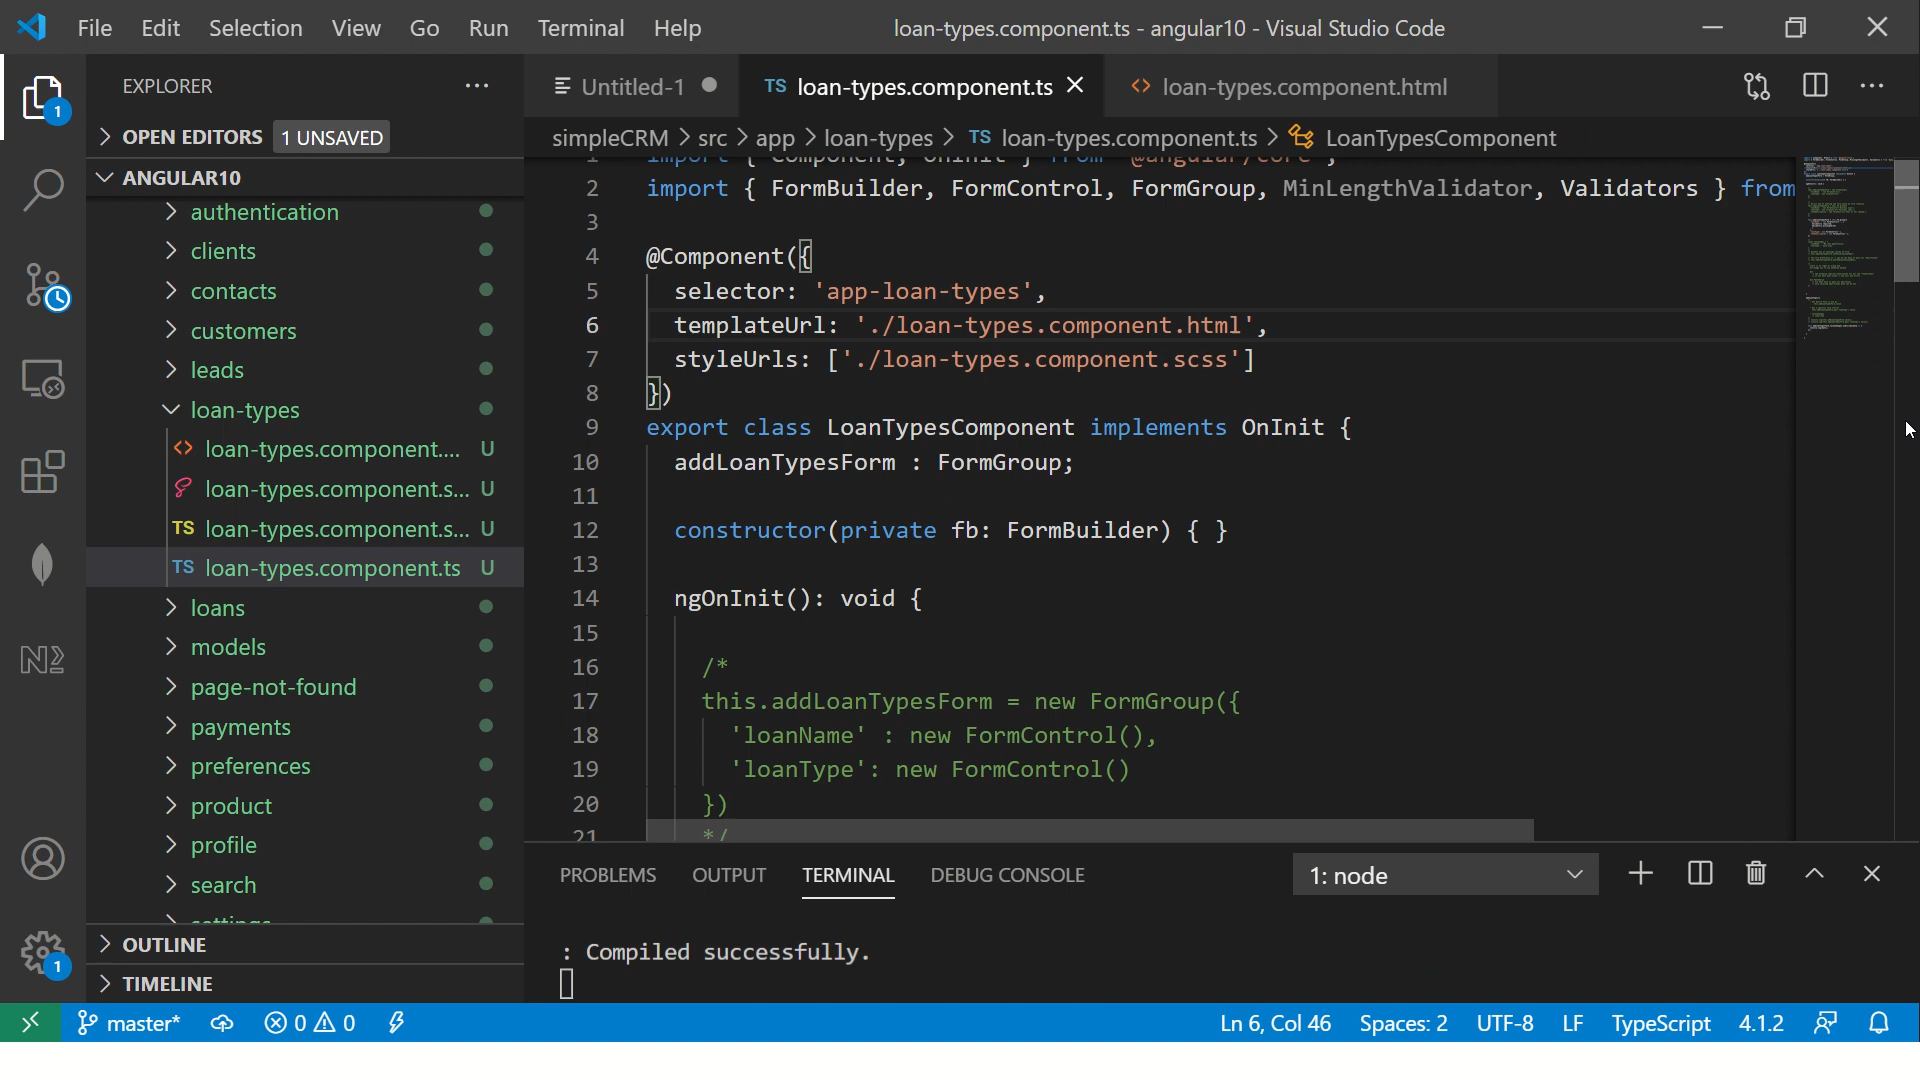 File Edit Selection View Go Run Terminal Help
loan-types.component.ts - angular10 - Visual Studio Code
EXPLORER
OPEN EDITORS 1 UNSAVED
ANGULAR10
authentication
clients
contacts
customers
leads
loan-types
loan-types.component.... U
loan-types.component.s... U
TS loan-types.component.s... U
TS loan-types.component.ts U
loans
models
page-not-found
payments
preferences
product
profile
search
settings
OUTLINE
TIMELINE
1
1
Untitled-1
TS loan-types.component.ts
<> loan-types.component.html
simpleCRM > src > app > loan-types > TS loan-types.component.ts > LoanTypesComponent
1 import { Component, OnInit } from '@angular/core';
2 import { FormBuilder, FormControl, FormGroup, MinLengthValidator, Validators } from
3
4 @Component({
5 selector: 'app-loan-types',
6 templateUrl: './loan-types.component.html',
7 styleUrls: ['./loan-types.component.scss']
8 })
9 export class LoanTypesComponent implements OnInit {
10 addLoanTypesForm : FormGroup;
11
12 constructor(private fb: FormBuilder) { }
13
14 ngOnInit(): void {
15
16 /*
17 this.addLoanTypesForm = new FormGroup({
18 'loanName' : new FormControl(),
19 'loanType': new FormControl()
20 })
21 */
PROBLEMS OUTPUT TERMINAL DEBUG CONSOLE
1: node
: Compiled successfully.
master* 0 0
Ln 6, Col 46 Spaces: 2 UTF-8 LF TypeScript 4.1.2